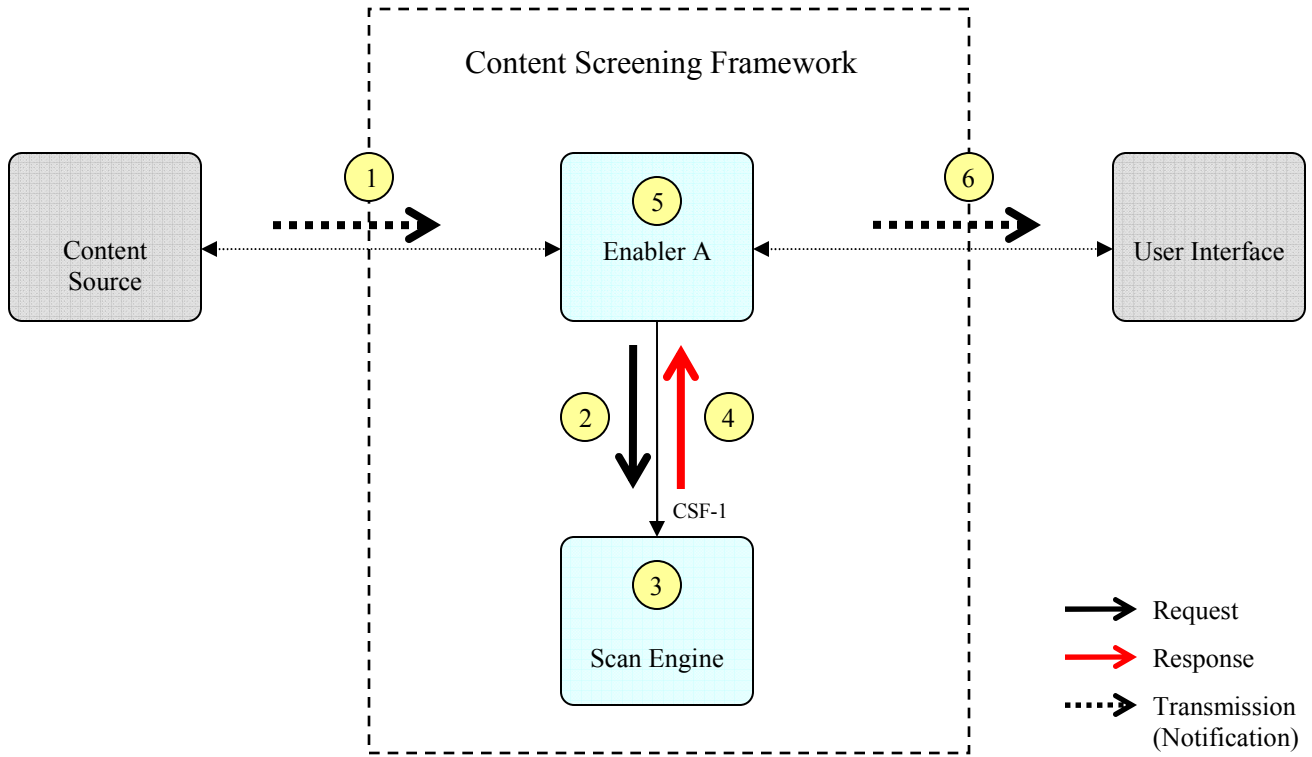 Content Screening Framework
1
6
5
Content
Source
Enabler A
User Interface
2
4
CSF-1
3
Scan Engine
Request
Response
Transmission
(Notification)